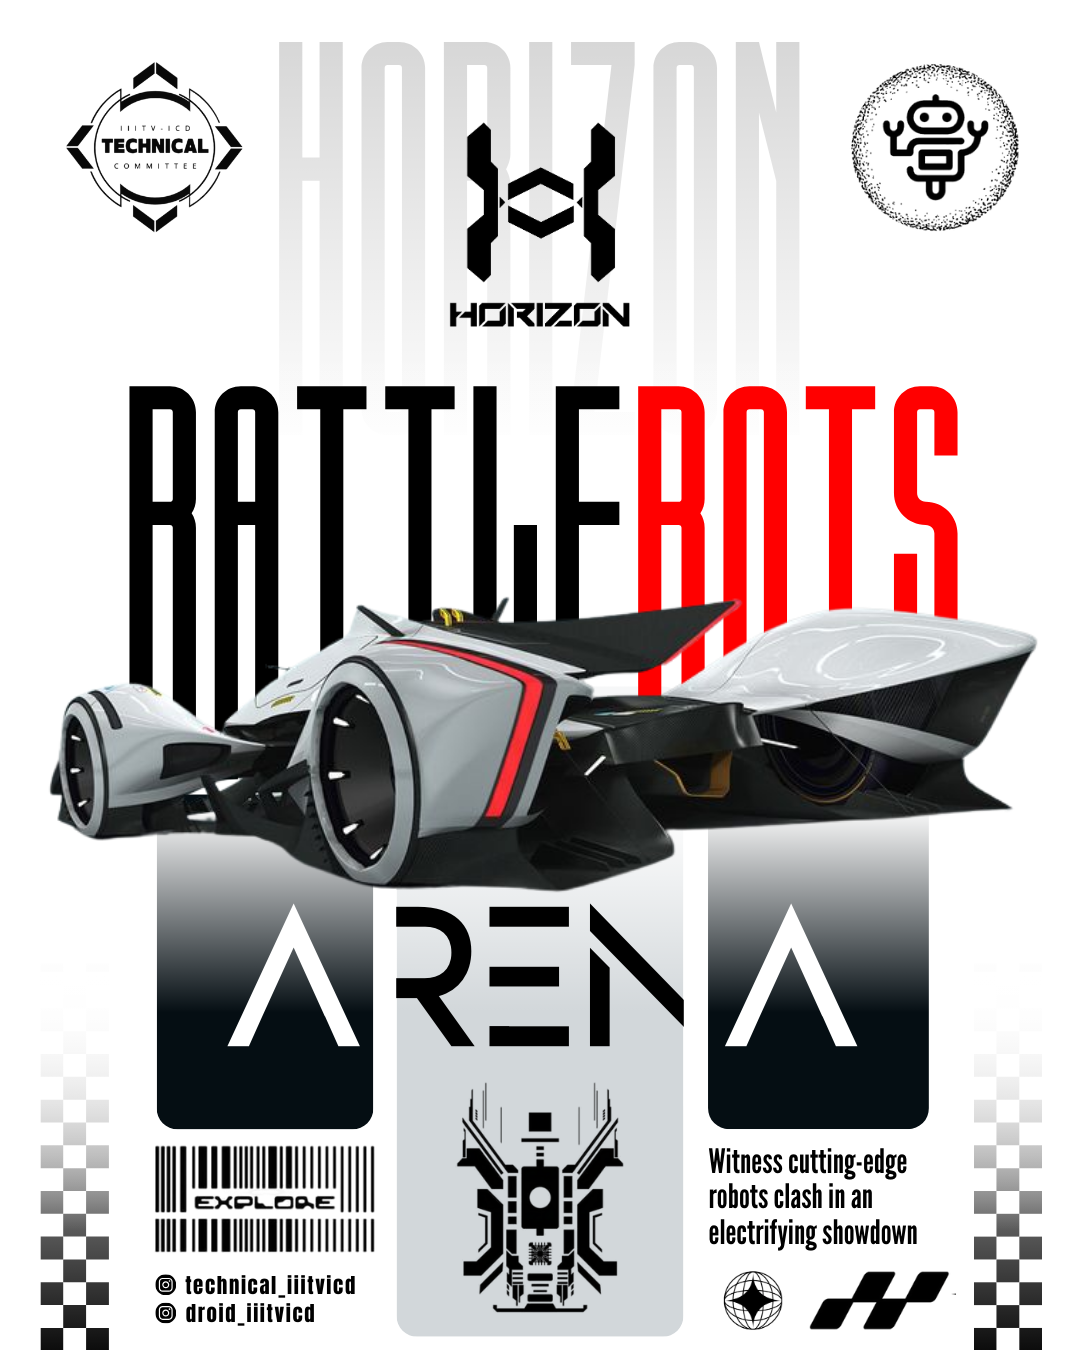 HORIZON
IIITV-ICD
TECHNICAL
COMMITTEE
HORIZON
BATTLEBOTS
ARENA
EXPLORE
Witness cutting-edge
robots clash in an
electrifying showdown
technical_iiitvicd
droid_iiitvicd